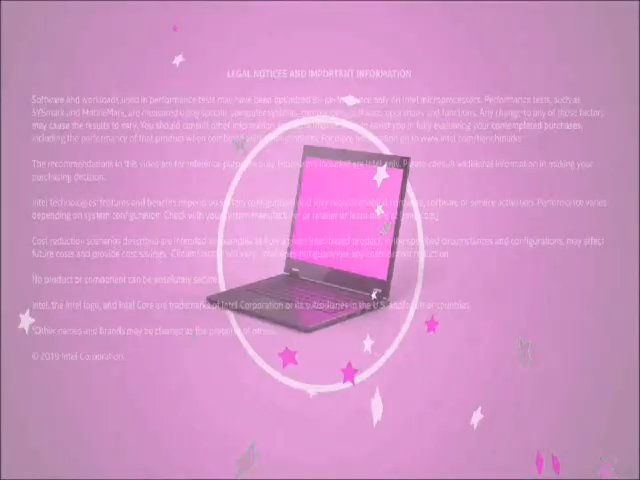 LEGAL NOTICES AND IMPORTANT INFORMATION
Software and workloads used in performance tests may have been optimized for performance only on Intel microprocessors. Performance tests, such as
SYSmark and MobileMark, are measured using specific computer systems, components, software, operations and functions. Any change to any of those factors
may cause the results to vary. You should consult other information and performance tests to assist you in fully evaluating your contemplated purchases,
including the performance of that product when combined with other products. For more information go to www.intel.com/benchmarks
The recommendations in this video are for reference purposes only. are Intel only. Please consult additional information in making your
purchasing decision.
Intel technologies' features and benefits depend on system configuration and may require enabled hardware, software or service activation. Performance varies
depending on system configuration. Check with your system manufacturer or retailer or learn more at
Cost reduction scenarios described are intended as examples of how a given Intel-based product, in the specified circumstances and configurations, may affect
future costs and provide cost savings. Circumstances will vary. Intel does not guarantee any costs or cost reduction.
No product or component can be absolutely secure.
Intel, the Intel logo, and Intel Core are trademarks of Intel Corporation or its subsidiaries in the U.S. and/or other countries.
*Other names and brands may be claimed as the property of others.
© 2019 Intel Corporation.